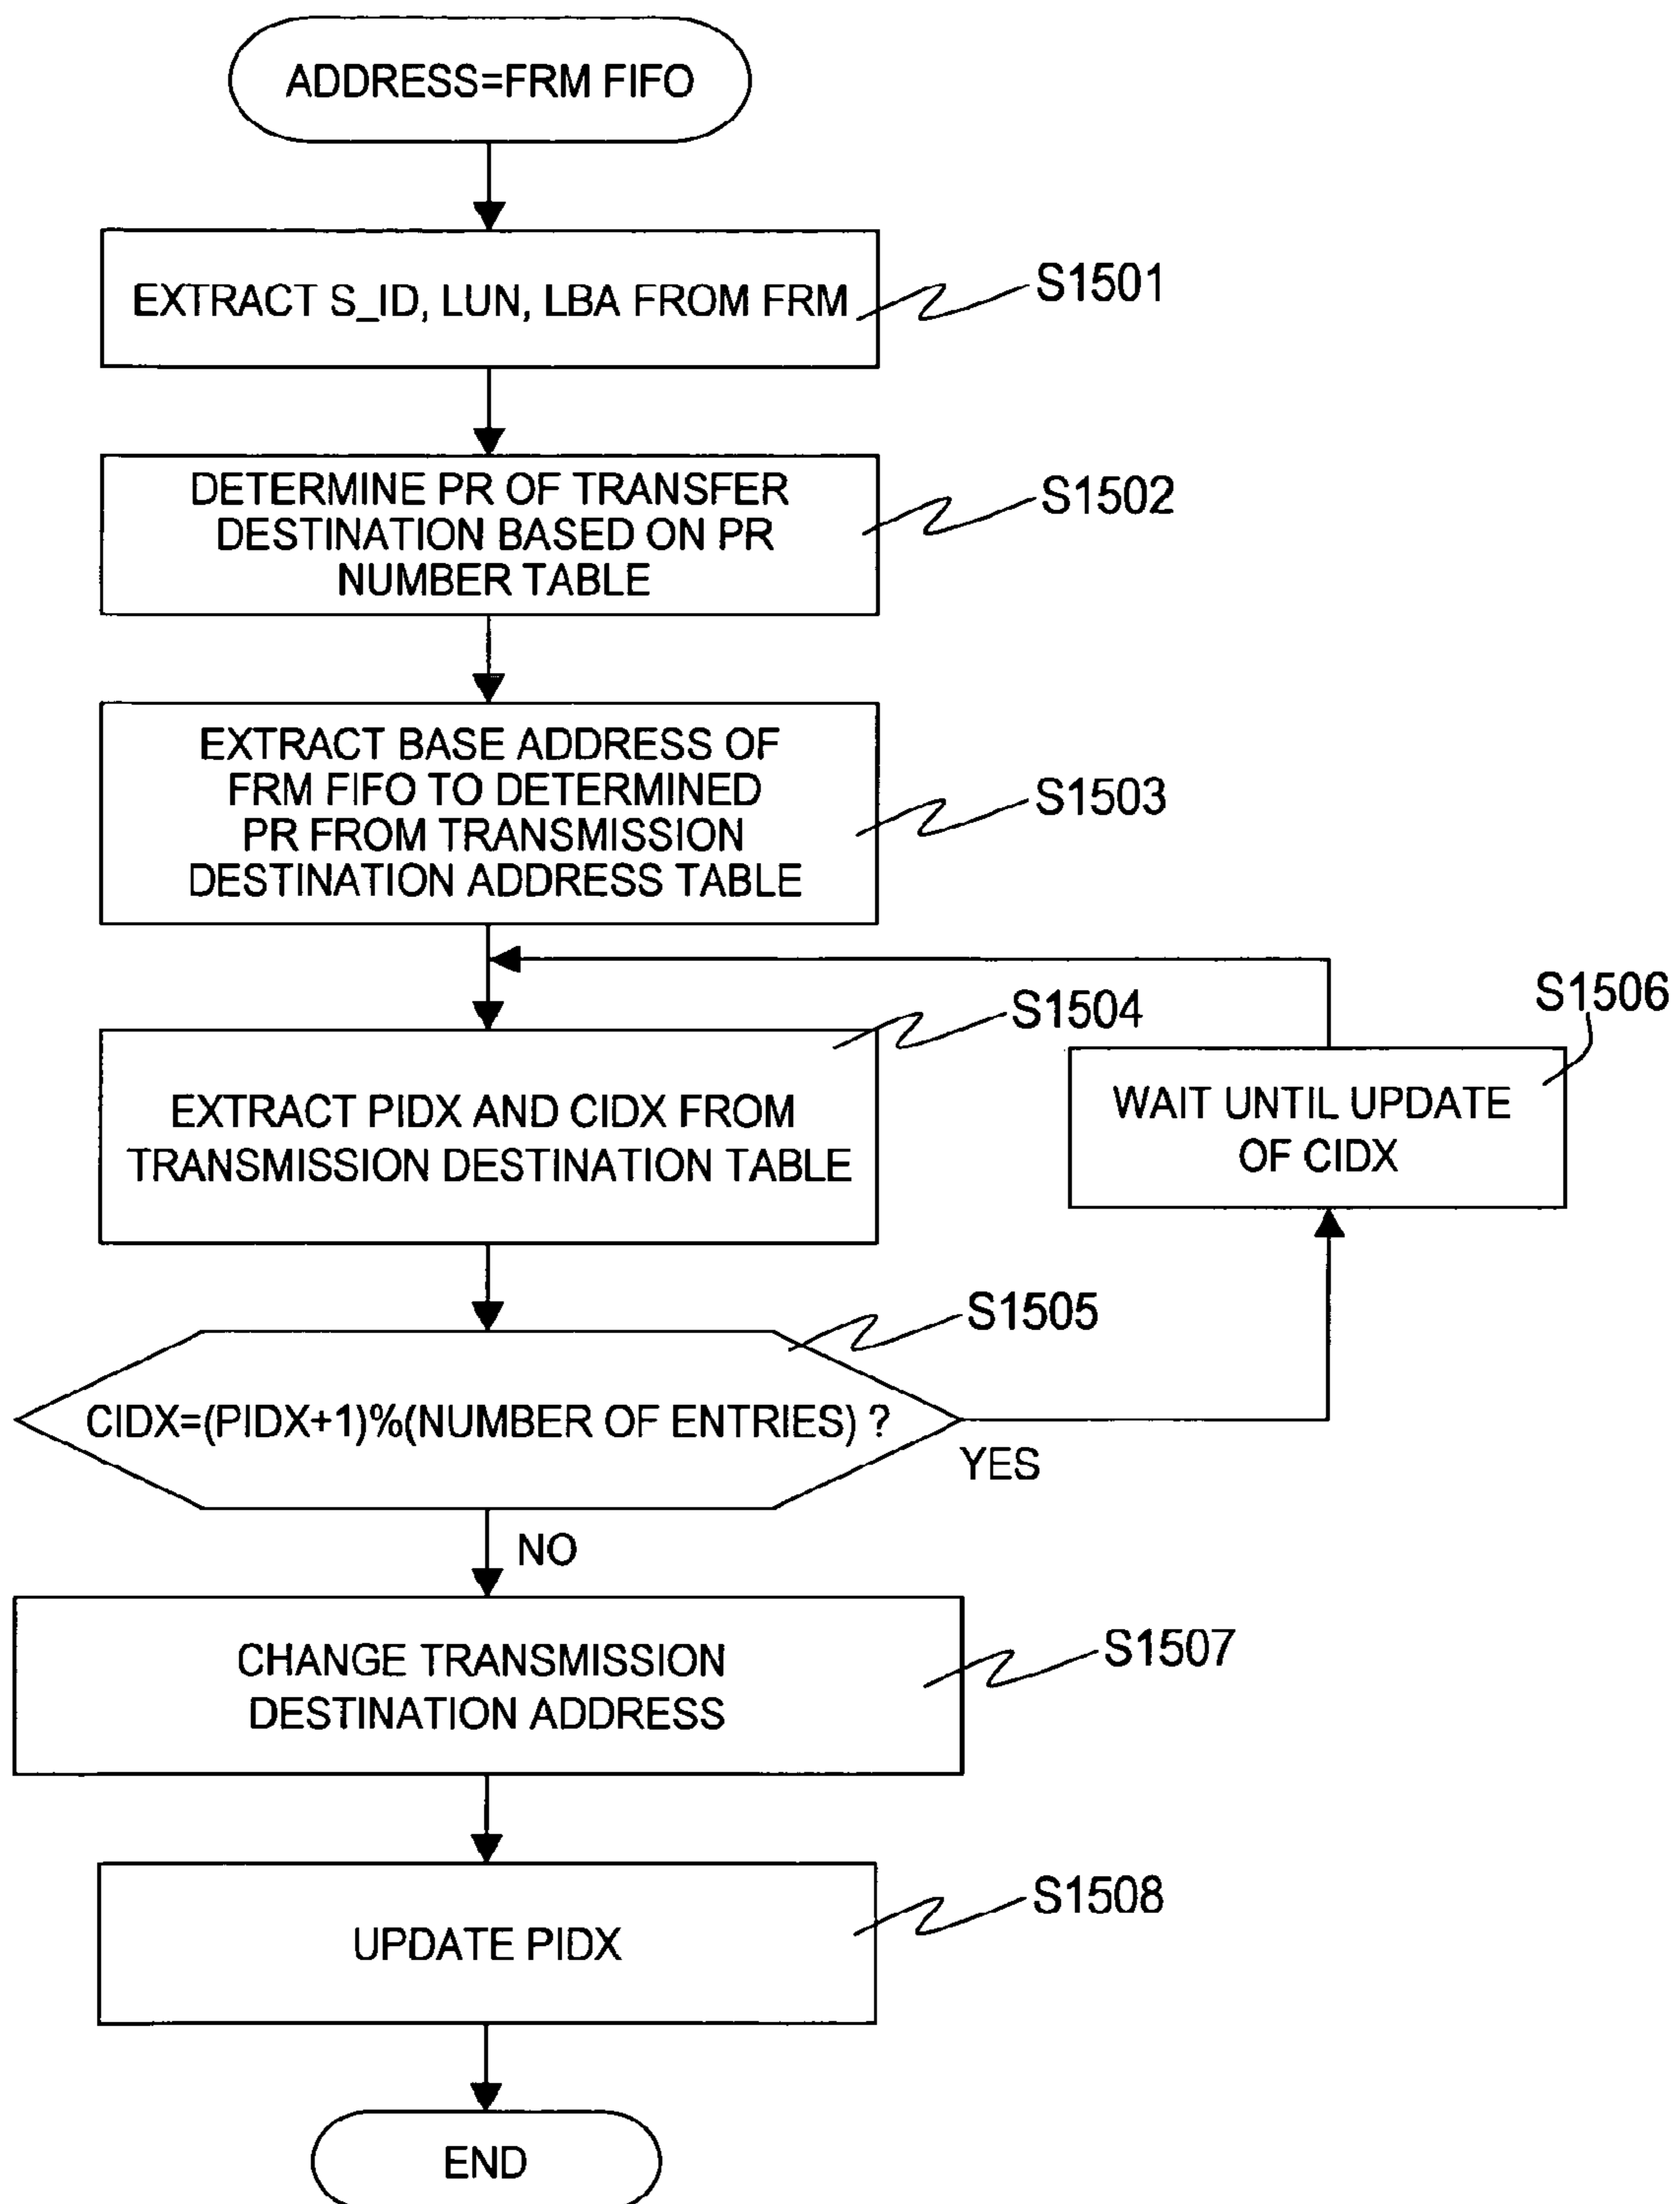 ADDRESS=FRM FIFO
EXTRACT S_ID, LUN, LBA FROM FRM
S1501
DETERMINE PR OF TRANSFER
DESTINATION BASED ON PR
NUMBER TABLE
S1502
EXTRACT BASE ADDRESS OF
FRM FIFO TO DETERMINED
PR FROM TRANSMISSION
DESTINATION ADDRESS TABLE
S1503
S1504
EXTRACT PIDX AND CIDX FROM
TRANSMISSION DESTINATION TABLE
S1506
WAIT UNTIL UPDATE
OF CIDX
S1505
CIDX=(PIDX+1)%(NUMBER OF ENTRIES) ?
YES
NO
CHANGE TRANSMISSION
DESTINATION ADDRESS
S1507
UPDATE PIDX
S1508
END